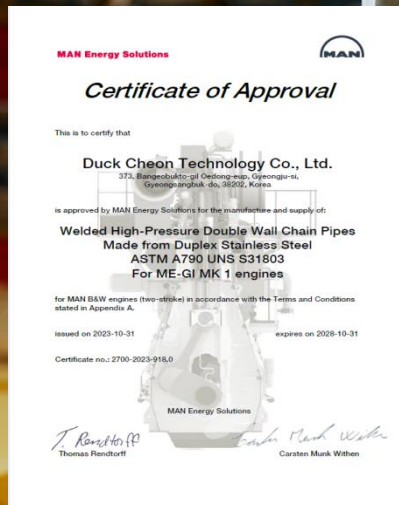 MAN Energy Solutions
MAN
Certificate of Approval
This is to certify that
Duck Cheon Technology Co., Ltd.
373, Bangeobukto-gil Oedong-eup, Gyeongju-si,
Gyeongsangbuk-do, 38202, Korea
is approved by MAN Energy Solutions for the manufacture and supply of:
Welded High-Pressure Double Wall Chain Pipes
Made from Duplex Stainless Steel
ASTM A790 UNS S31803
For ME-GI MK 1 engines
for MAN B&W engines (two-stroke) in accordance with the Terms and Conditions
stated in Appendix A.
issued on 2023-10-31 expires on 2028-10-31
Certificate no.: 2700-2023-918.0
MAN Energy Solutions
T. Rendtorff Carsten Munk Withen
Thomas Rendtorff Carsten Munk Withen